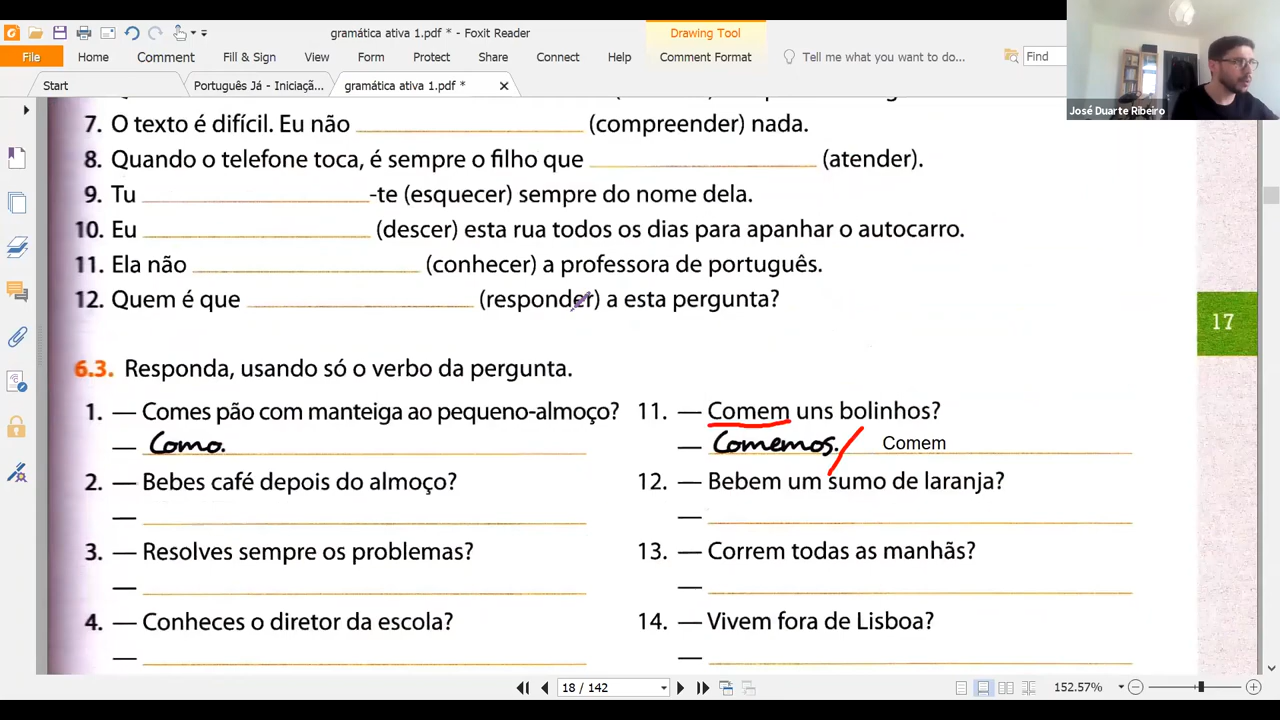 gramática ativa 1.pdf * - Foxit Reader
Drawing Tool
File Home Comment Fill & Sign View Form Protect Share Connect Help Comment Format Tell me what you want to do... Find
Start Português Já - Iniciaçã... gramática ativa 1.pdf *
José Duarte Ribeiro
7. O texto é difícil. Eu não (compreender) nada.
8. Quando o telefone toca, é sempre o filho que (atender).
9. Tu -te (esquecer) sempre do nome dela.
10. Eu (descer) esta rua todos os dias para apanhar o autocarro.
11. Ela não (conhecer) a professora de português.
12. Quem é que (responder) a esta pergunta?
17
6.3. Responda, usando só o verbo da pergunta.
1. — Comes pão com manteiga ao pequeno-almoço?
— Como.
2. — Bebes café depois do almoço?
—
3. — Resolves sempre os problemas?
—
4. — Conheces o diretor da escola?
—
11. — Comem uns bolinhos?
— Comemos. / Comem
12. — Bebem um sumo de laranja?
—
13. — Correm todas as manhãs?
—
14. — Vivem fora de Lisboa?
—
18 / 142
152.57%